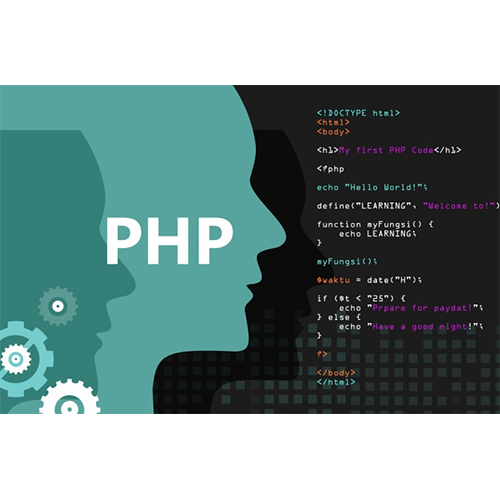 PHP
<!DOCTYPE html>
<html>
<body>
<h1>My first PHP Code</h1>
<?php
echo "Hello World!";
define("LEARNING", "Welcome to!")
function myFungsi() {
echo LEARNING;
}
myFungsi();
$waktu = date("H");
if ($t < "25") {
echo "Prpare for paydat!";
} else {
echo "Have a good night!";
}
?>
</body>
</html>